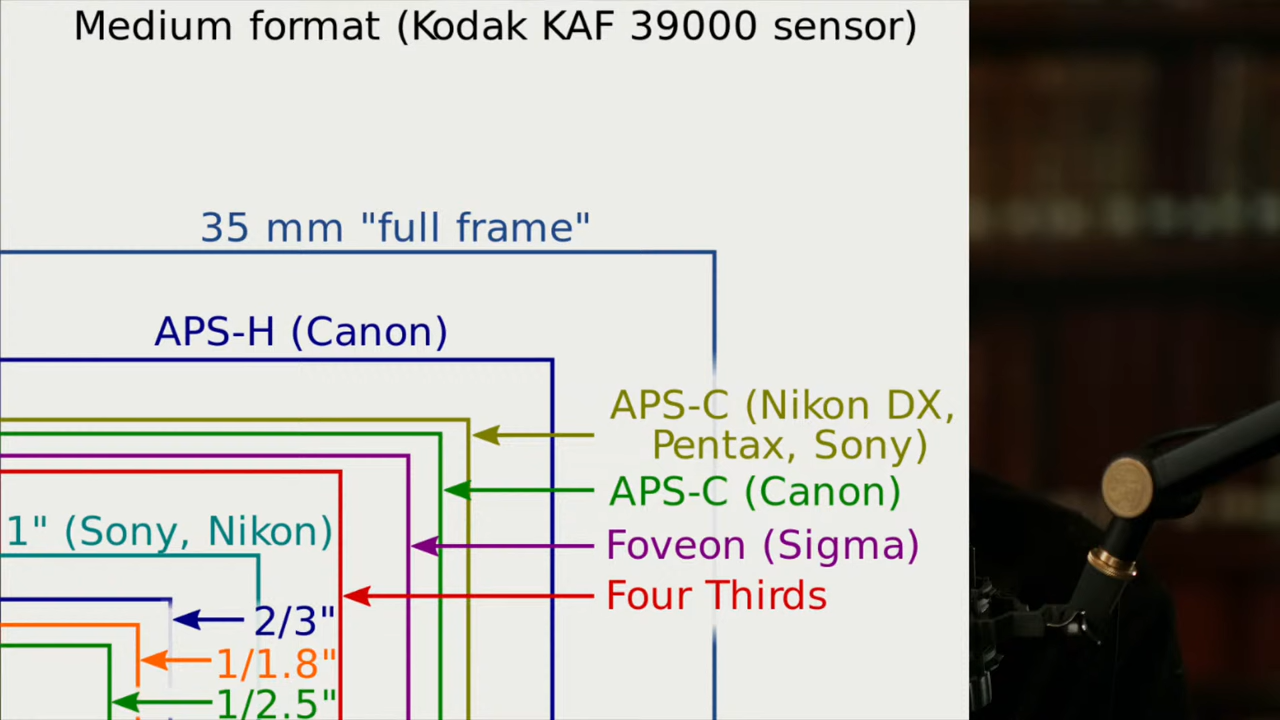 Medium format (Kodak KAF 39000 sensor)
35 mm "full frame"
APS-H (Canon)
APS-C (Nikon DX,
Pentax, Sony)
APS-C (Canon)
Foveon (Sigma)
Four Thirds
1" (Sony, Nikon)
2/3"
1/1.8"
1/2.5"